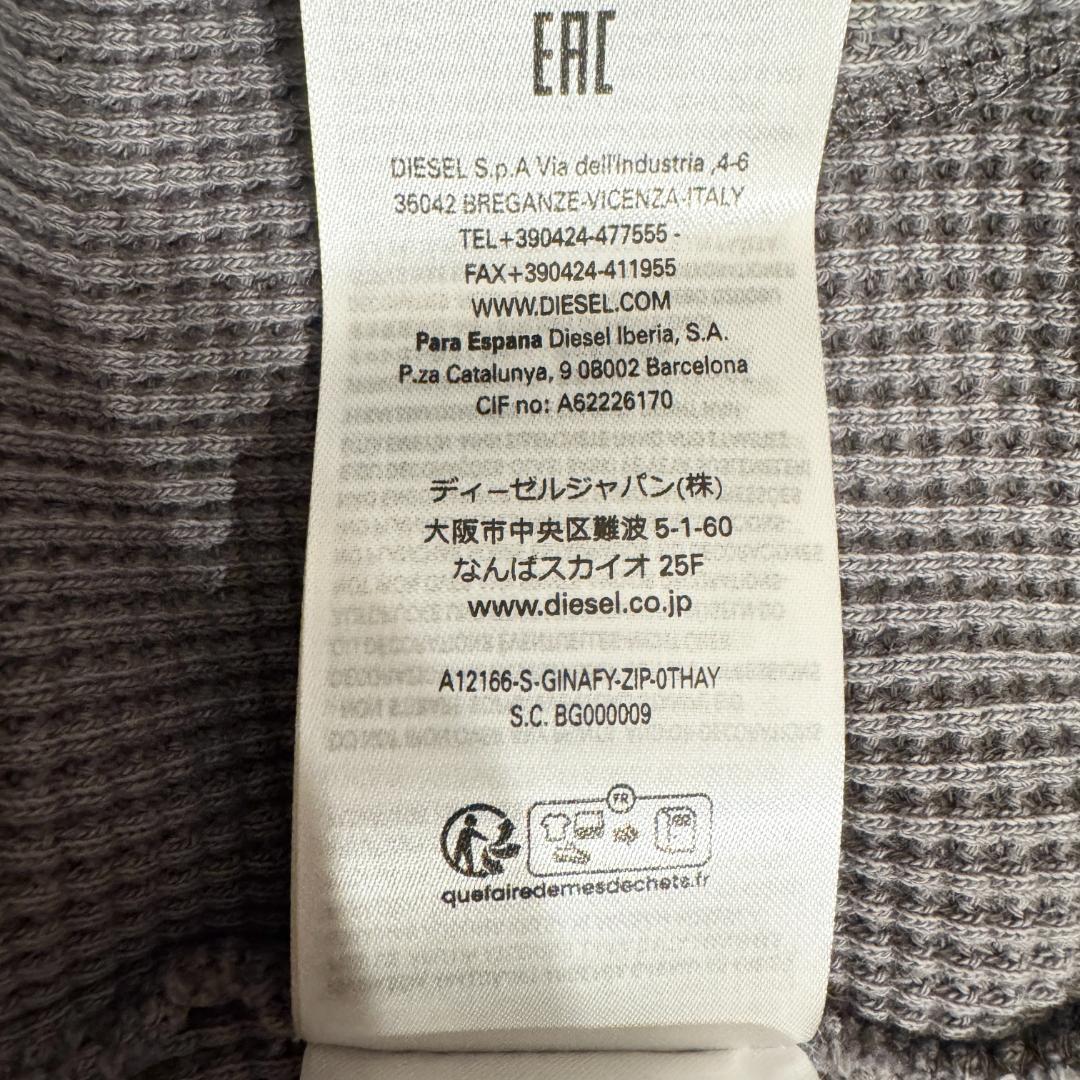 EAC
DIESEL S.p.A Via dell'Industria ,4-6
36042 BREGANZE-VICENZA-ITALY
TEL+390424-477555 -
FAX+390424-411955
WWW.DIESEL.COM
Para Espana Diesel Iberia, S.A.
P.za Catalunya, 9 08002 Barcelona
CIF no: A62226170
ディーゼルジャパン(株)
大阪市中央区難波 5-1-60
なんばスカイオ 25F
www.diesel.co.jp
A12166-S-GINAFY-ZIP-0THAY
S.C. BG000009
FR
quefairedemesdechets.fr